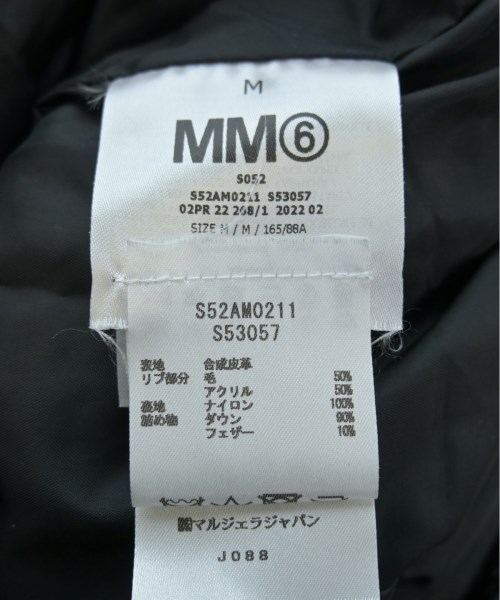 M
MM⑥
S052
S52AM0211 S53057
02PR 22 268/1 2022 02
SIZE M / M / 165/88A
S52AM0211
S53057
表地 合成皮革
リブ部分 毛 50%
アクリル 50%
裏地 ナイロン 100%
詰め物 ダウン 90%
フェザー 10%
㈱マルジェラジャパン
J088